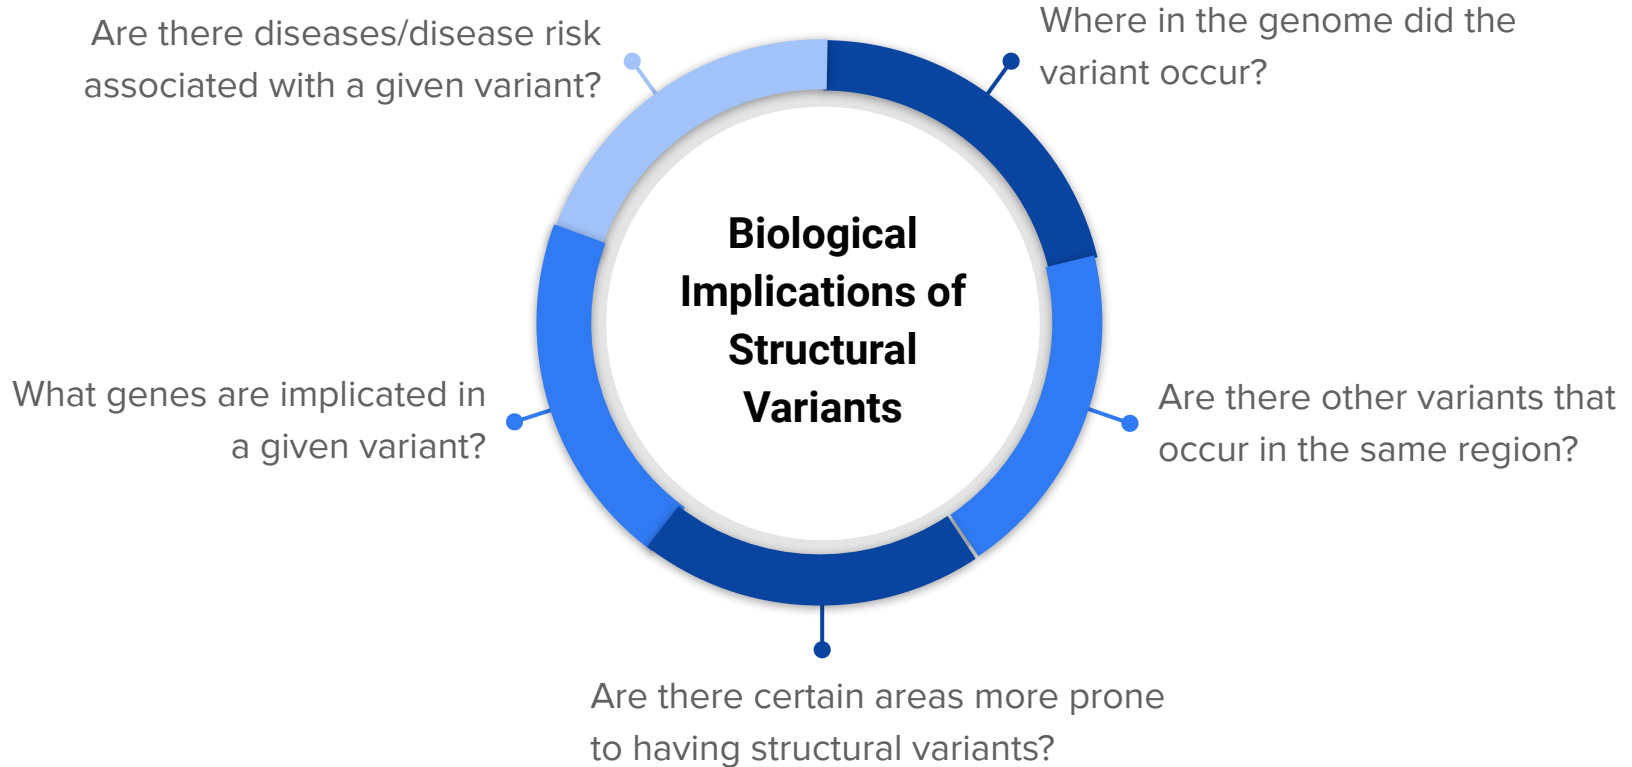 Are there diseases/disease risk
associated with a given variant?
Where in the genome did the
variant occur?
Biological
Implications of
Structural
Variants
What genes are implicated in
a given variant?
Are there other variants that
occur in the same region?
Are there certain areas more prone
to having structural variants?